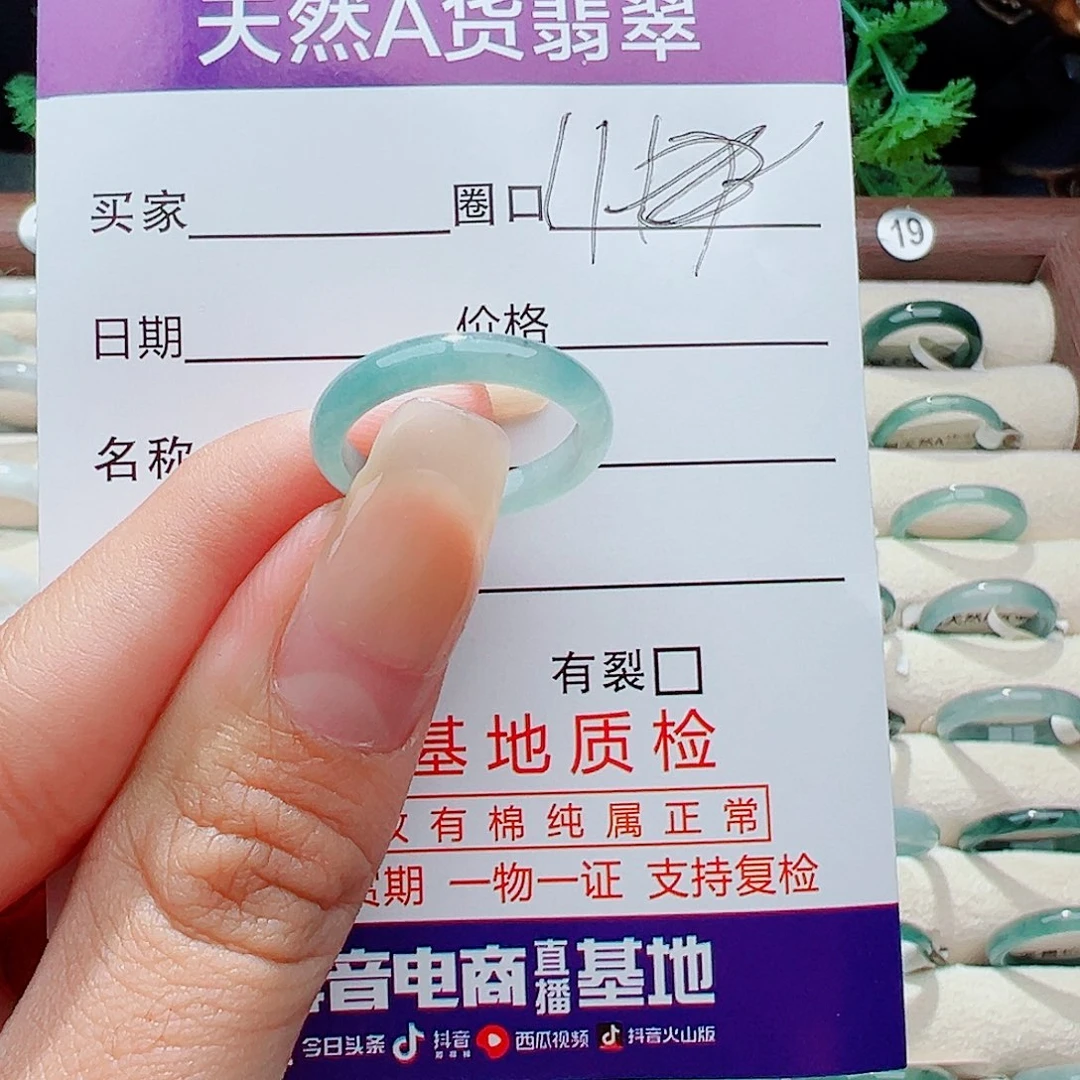 天然A货翡翠
买家 圈口
19
日期 价格
名称
有裂
基地质检
有棉纯属正常
期 一物一证 支持复检
音电商直播基地
今日头条 抖音 西瓜视频 抖音火山版